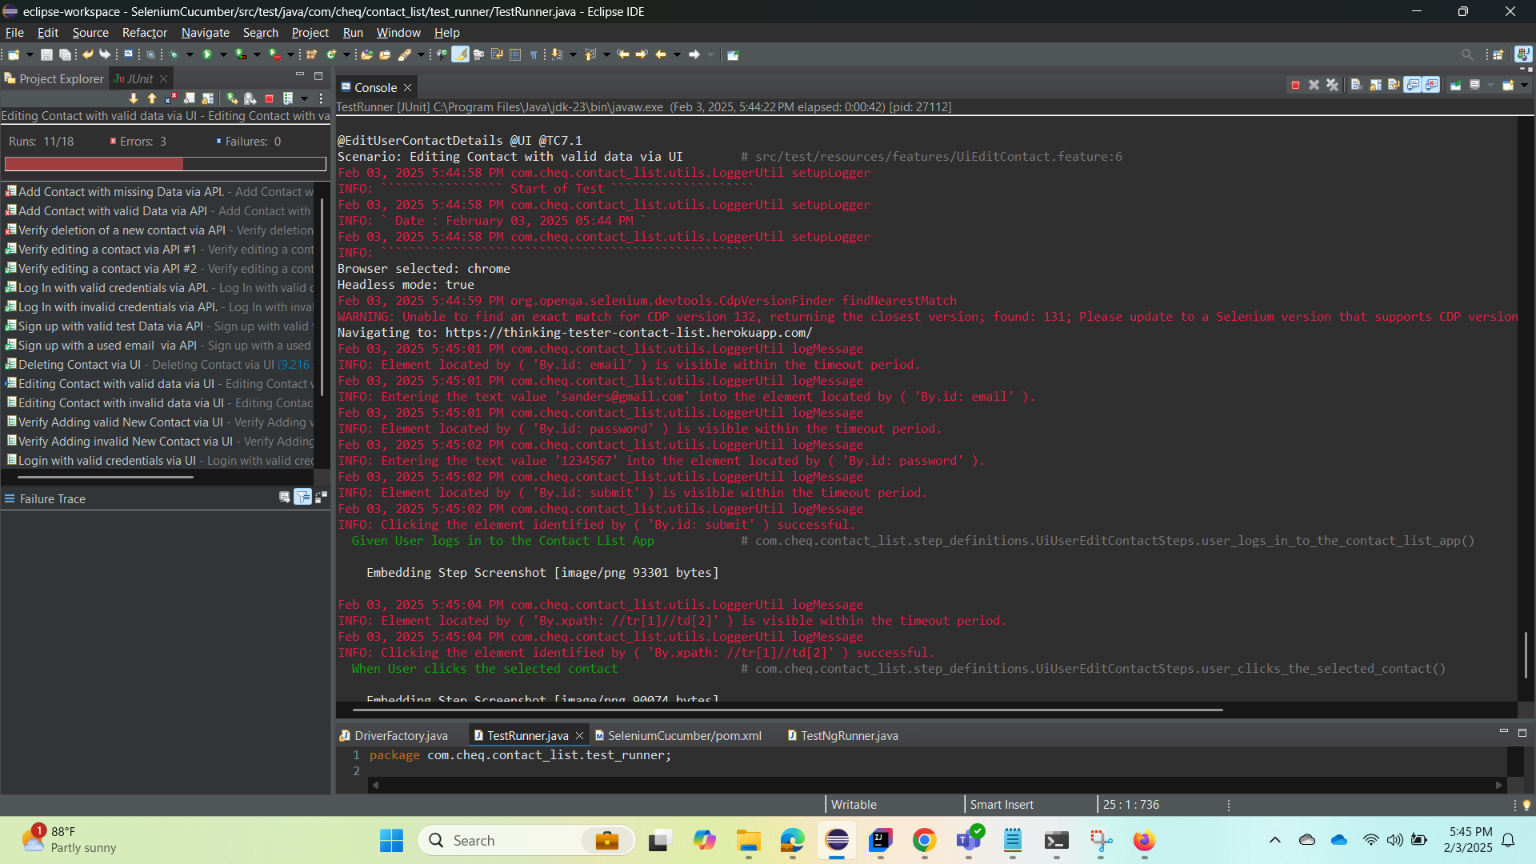 eclipse-workspace - SeleniumCucumber/src/test/java/com/cheq/contact_list/test_runner/TestRunner.java - Eclipse IDE
File Edit Source Refactor Navigate Search Project Run Window Help
Project Explorer JUnit
Editing Contact with valid data via UI - Editing Contact with va
Runs: 11/18 Errors: 3 Failures: 0
Add Contact with missing Data via API. - Add Contact w
Add Contact with valid Data via API - Add Contact with
Verify deletion of a new contact via API - Verify deletion
Verify editing a contact via API #1 - Verify editing a cont
Verify editing a contact via API #2 - Verify editing a cont
Log In with valid credentials via API. - Log In with valid c
Log In with invalid credentials via API. - Log In with inva
Sign up with valid test Data via API - Sign up with valid
Sign up with a used email via API - Sign up with a used
Deleting Contact via UI - Deleting Contact via UI (9.216
Editing Contact with valid data via UI - Editing Contact v
Editing Contact with invalid data via UI - Editing Contac
Verify Adding valid New Contact via UI - Verify Adding v
Verify Adding invalid New Contact via UI - Verify Adding
Login with valid credentials via UI - Login with valid crec
Failure Trace
Console
TestRunner [JUnit] C:\Program Files\Java\jdk-23\bin\javaw.exe (Feb 3, 2025, 5:44:22 PM elapsed: 0:00:42) [pid: 27112]
@EditUserContactDetails @UI @TC7.1
Scenario: Editing Contact with valid data via UI # src/test/resources/features/UiEditContact.feature:6
Feb 03, 2025 5:44:58 PM com.cheq.contact_list.utils.LoggerUtil setupLogger
INFO: ````````````````` Start of Test ````````````````````
Feb 03, 2025 5:44:58 PM com.cheq.contact_list.utils.LoggerUtil setupLogger
INFO: ` Date : February 03, 2025 05:44 PM `
Feb 03, 2025 5:44:58 PM com.cheq.contact_list.utils.LoggerUtil setupLogger
INFO: ````````````````````````````````````````````````````
Browser selected: chrome
Headless mode: true
Feb 03, 2025 5:44:59 PM org.openqa.selenium.devtools.CdpVersionFinder findNearestMatch
WARNING: Unable to find an exact match for CDP version 132, returning the closest version; found: 131; Please update to a Selenium version that supports CDP version
Navigating to: https://thinking-tester-contact-list.herokuapp.com/
Feb 03, 2025 5:45:01 PM com.cheq.contact_list.utils.LoggerUtil logMessage
INFO: Element located by ( 'By.id: email' ) is visible within the timeout period.
Feb 03, 2025 5:45:01 PM com.cheq.contact_list.utils.LoggerUtil logMessage
INFO: Entering the text value 'sanders@gmail.com' into the element located by ( 'By.id: email' ).
Feb 03, 2025 5:45:01 PM com.cheq.contact_list.utils.LoggerUtil logMessage
INFO: Element located by ( 'By.id: password' ) is visible within the timeout period.
Feb 03, 2025 5:45:02 PM com.cheq.contact_list.utils.LoggerUtil logMessage
INFO: Entering the text value '1234567' into the element located by ( 'By.id: password' ).
Feb 03, 2025 5:45:02 PM com.cheq.contact_list.utils.LoggerUtil logMessage
INFO: Element located by ( 'By.id: submit' ) is visible within the timeout period.
Feb 03, 2025 5:45:02 PM com.cheq.contact_list.utils.LoggerUtil logMessage
INFO: Clicking the element identified by ( 'By.id: submit' ) successful.
Given User logs in to the Contact List App # com.cheq.contact_list.step_definitions.UiUserEditContactSteps.user_logs_in_to_the_contact_list_app()
Embedding Step Screenshot [image/png 93301 bytes]
Feb 03, 2025 5:45:04 PM com.cheq.contact_list.utils.LoggerUtil logMessage
INFO: Element located by ( 'By.xpath: //tr[1]//td[2]' ) is visible within the timeout period.
Feb 03, 2025 5:45:04 PM com.cheq.contact_list.utils.LoggerUtil logMessage
INFO: Clicking the element identified by ( 'By.xpath: //tr[1]//td[2]' ) successful.
When User clicks the selected contact # com.cheq.contact_list.step_definitions.UiUserEditContactSteps.user_clicks_the_selected_contact()
Embedding Step Screenshot [image/png 90074 bytes]
DriverFactory.java TestRunner.java SeleniumCucumber/pom.xml TestNgRunner.java
1 package com.cheq.contact_list.test_runner;
2
Writable Smart Insert 25 : 1 : 736
1 88°F
Partly sunny
Search
5:45 PM
2/3/2025